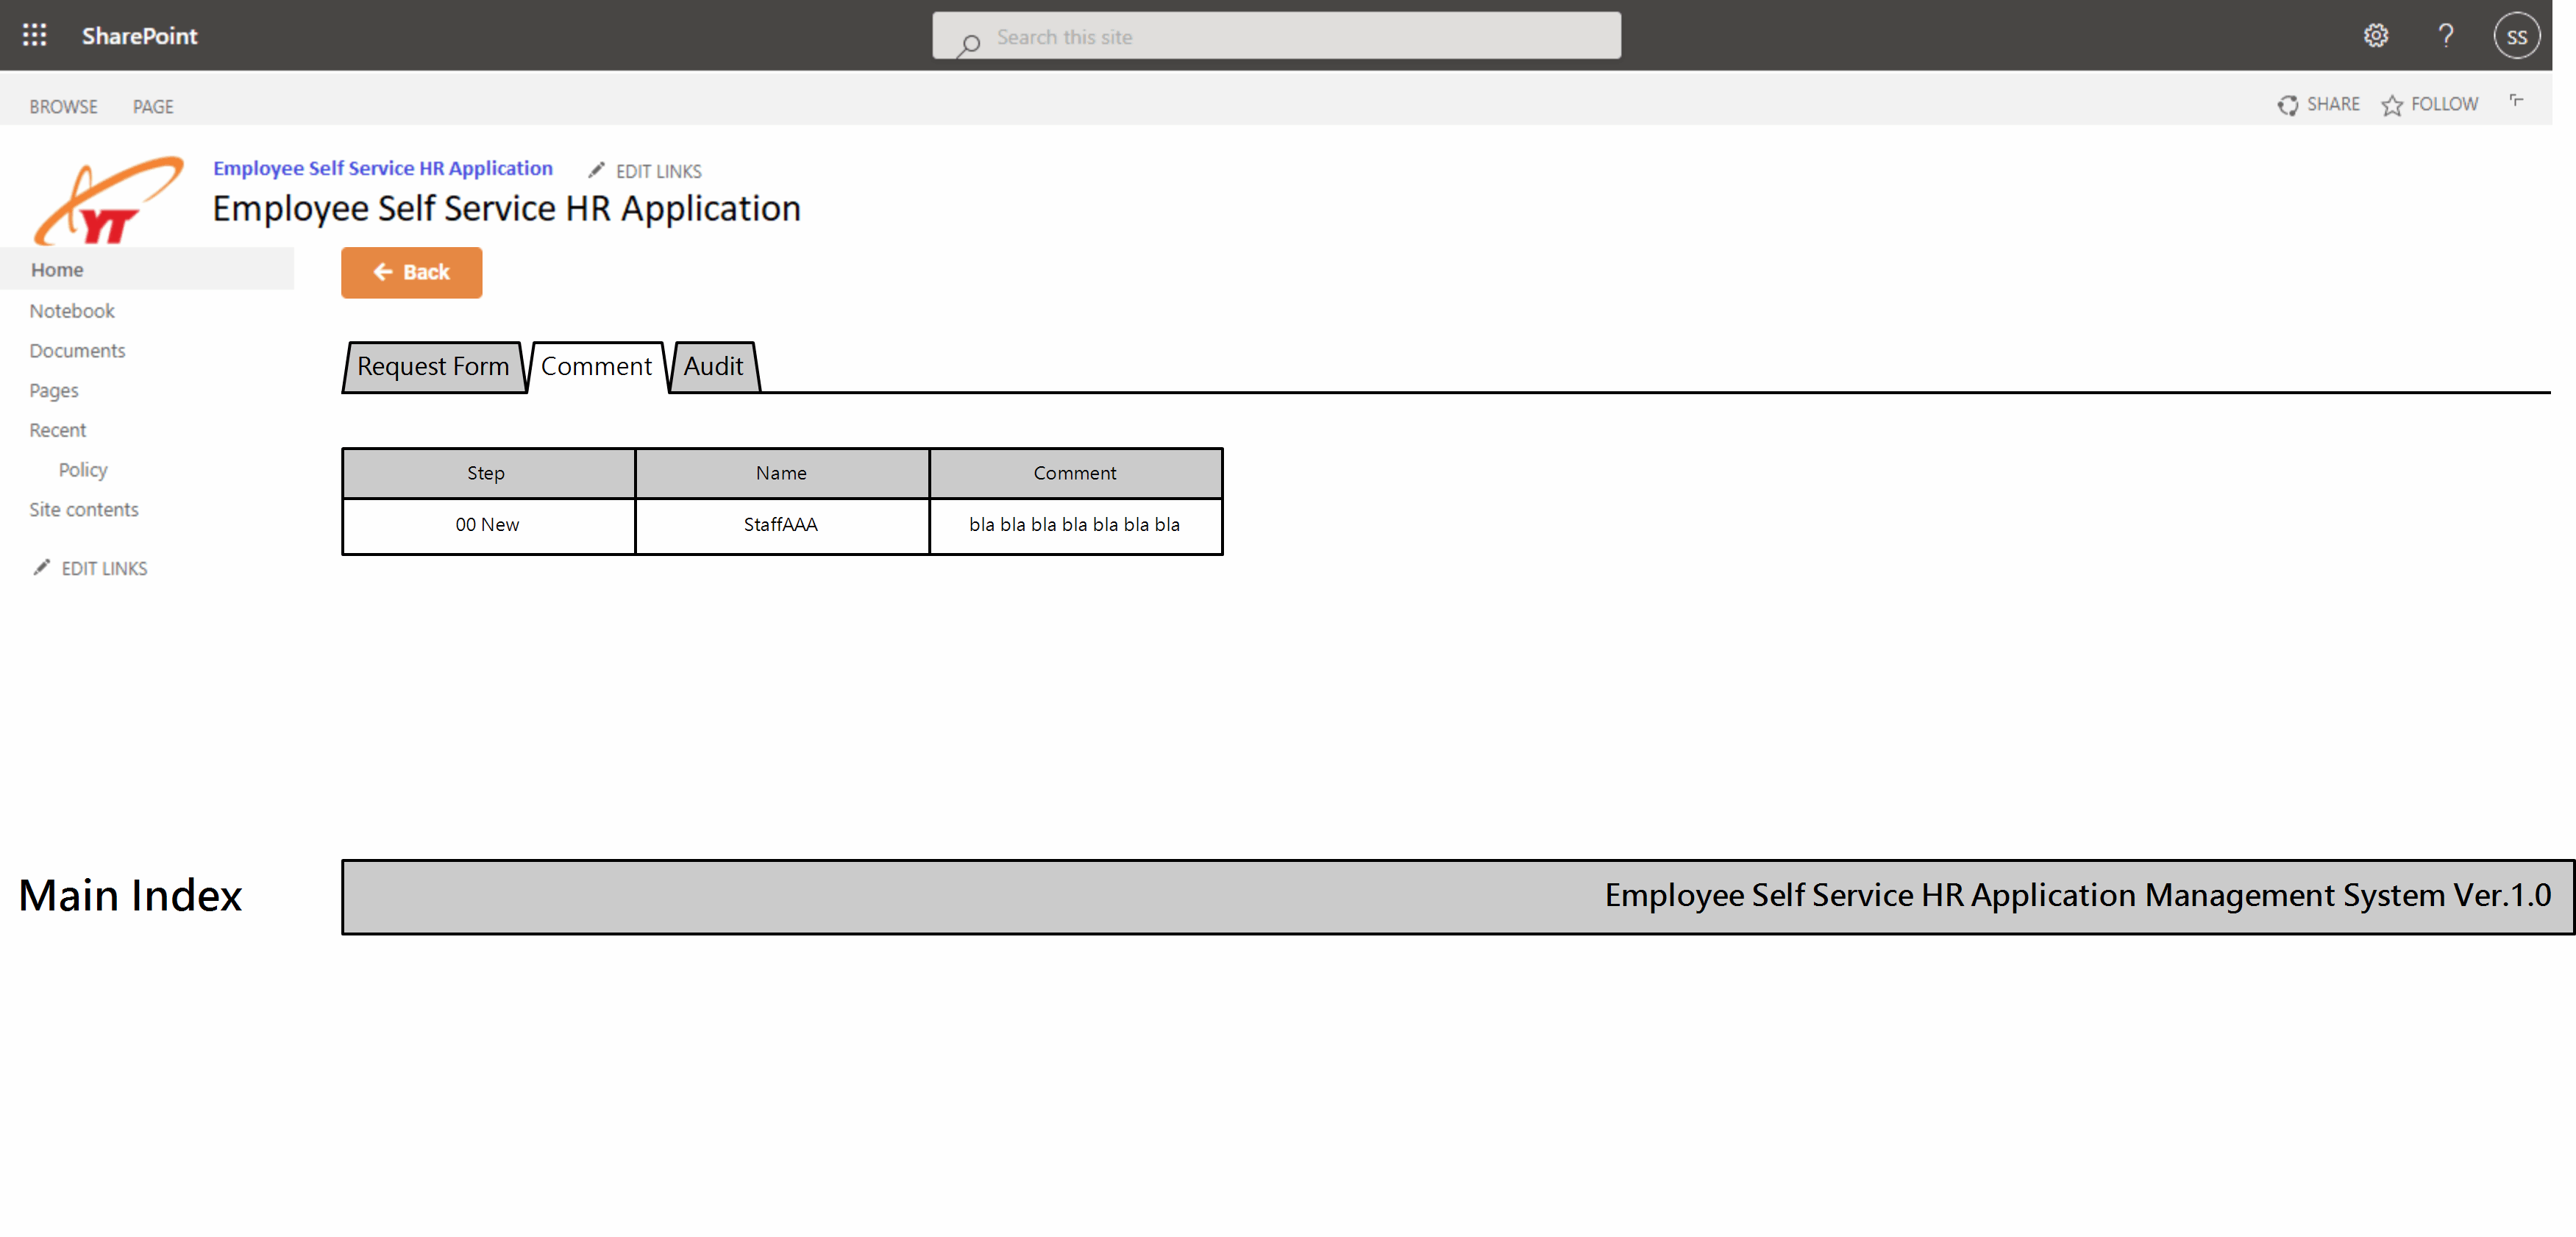 SharePoint
Search this site
?
SS
BROWSE PAGE
SHARE FOLLOW
YT
Employee Self Service HR Application
EDIT LINKS
Employee Self Service HR Application
Home
Notebook
Documents
Pages
Recent
Policy
Site contents
EDIT LINKS
Back
Request Form Comment Audit
Step Name Comment
00 New StaffAAA bla bla bla bla bla bla bla
Main Index
Employee Self Service HR Application Management System Ver.1.0